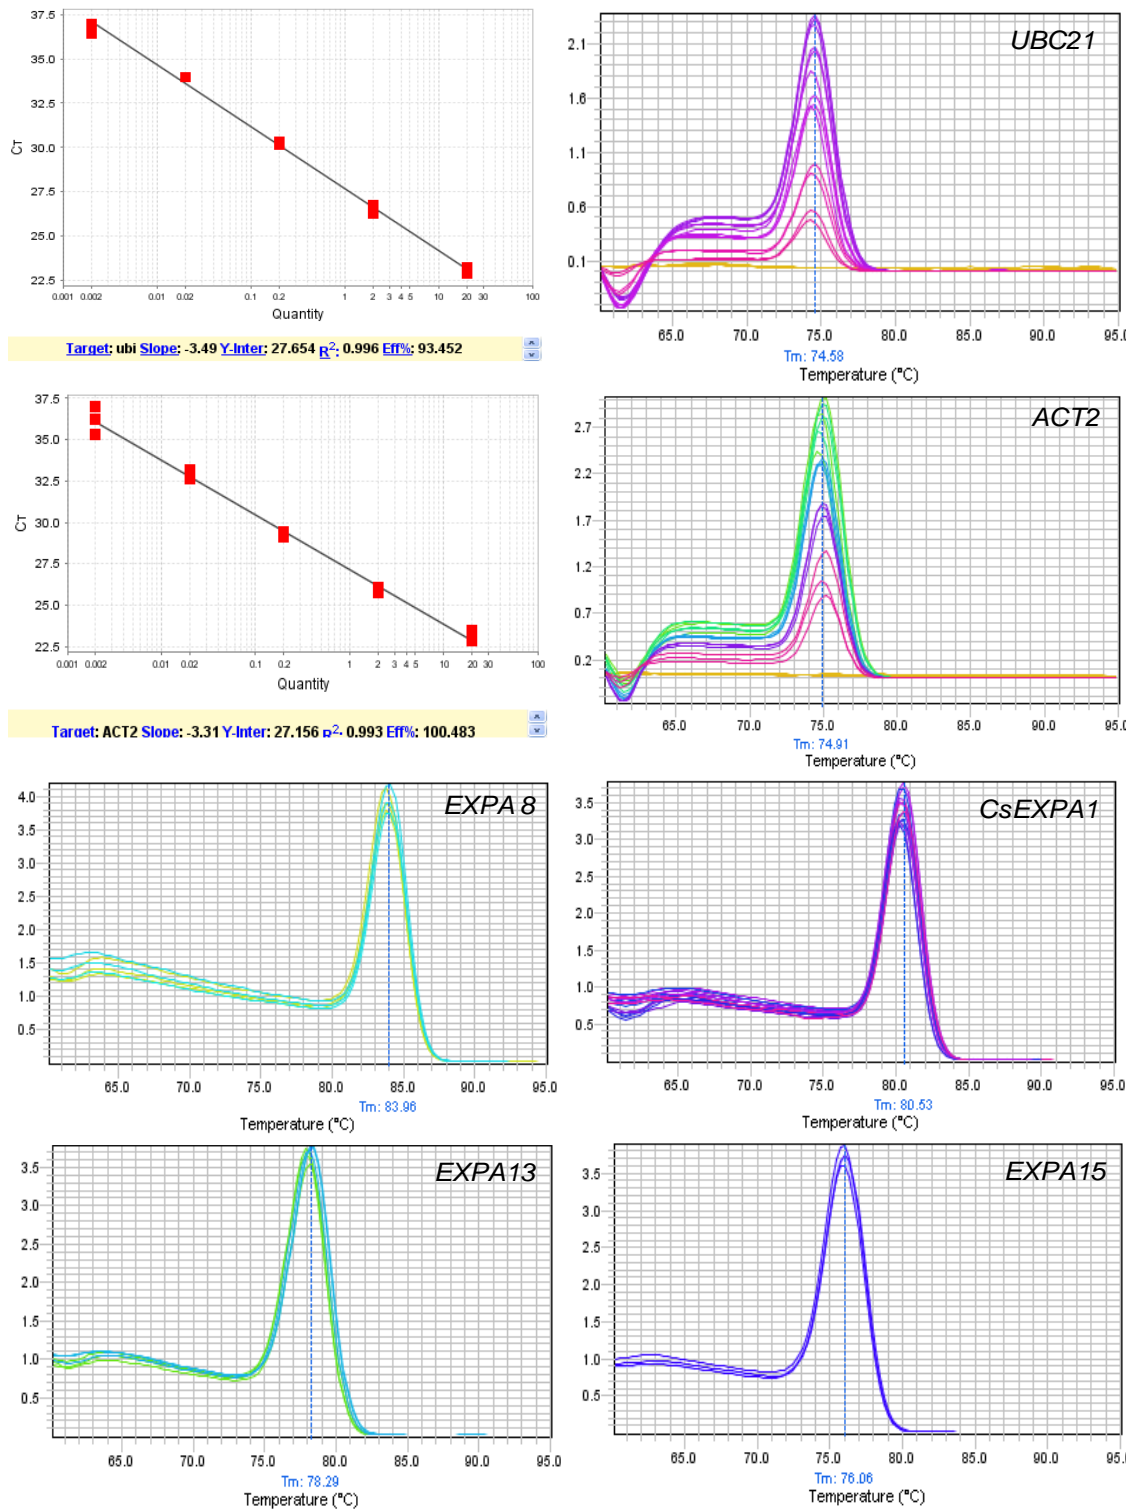 37.5
35.0
32.5
30.0
27.5
25.0
22.5
CT
0.001 0.002 0.01 0.02 0.1 0.2 1 2 3 4 5 10 20 30 100
Quantity
Target: ubi Slope: -3.49 Y-Inter: 27.654 R2: 0.996 Eff%: 93.452
UBC21
2.1
1.6
1.1
0.6
0.1
65.0 70.0 75.0 80.0 85.0 90.0 95.0
Tm: 74.58
Temperature (°C)
37.5
35.0
32.5
30.0
27.5
25.0
22.5
CT
0.001 0.002 0.01 0.02 0.1 0.2 1 2 3 4 5 10 20 30 100
Quantity
Target: ACT2 Slope: -3.31 Y-Inter: 27.156 R2: 0.993 Eff%: 100.483
ACT2
2.7
2.2
1.7
1.2
0.7
0.2
65.0 70.0 75.0 80.0 85.0 90.0 95.0
Tm: 74.91
Temperature (°C)
EXPA 8
4.0
3.5
3.0
2.5
2.0
1.5
1.0
0.5
65.0 70.0 75.0 80.0 85.0 90.0 95.0
Tm: 83.96
Temperature (°C)
CsEXPA1
3.5
3.0
2.5
2.0
1.5
1.0
0.5
65.0 70.0 75.0 80.0 85.0 90.0 95.0
Tm: 80.53
Temperature (°C)
EXPA13
3.5
3.0
2.5
2.0
1.5
1.0
0.5
65.0 70.0 75.0 80.0 85.0 90.0 95.0
Tm: 78.29
Temperature (°C)
EXPA15
3.5
3.0
2.5
2.0
1.5
1.0
0.5
65.0 70.0 75.0 80.0 85.0 90.0 95.0
Tm: 76.06
Temperature (°C)